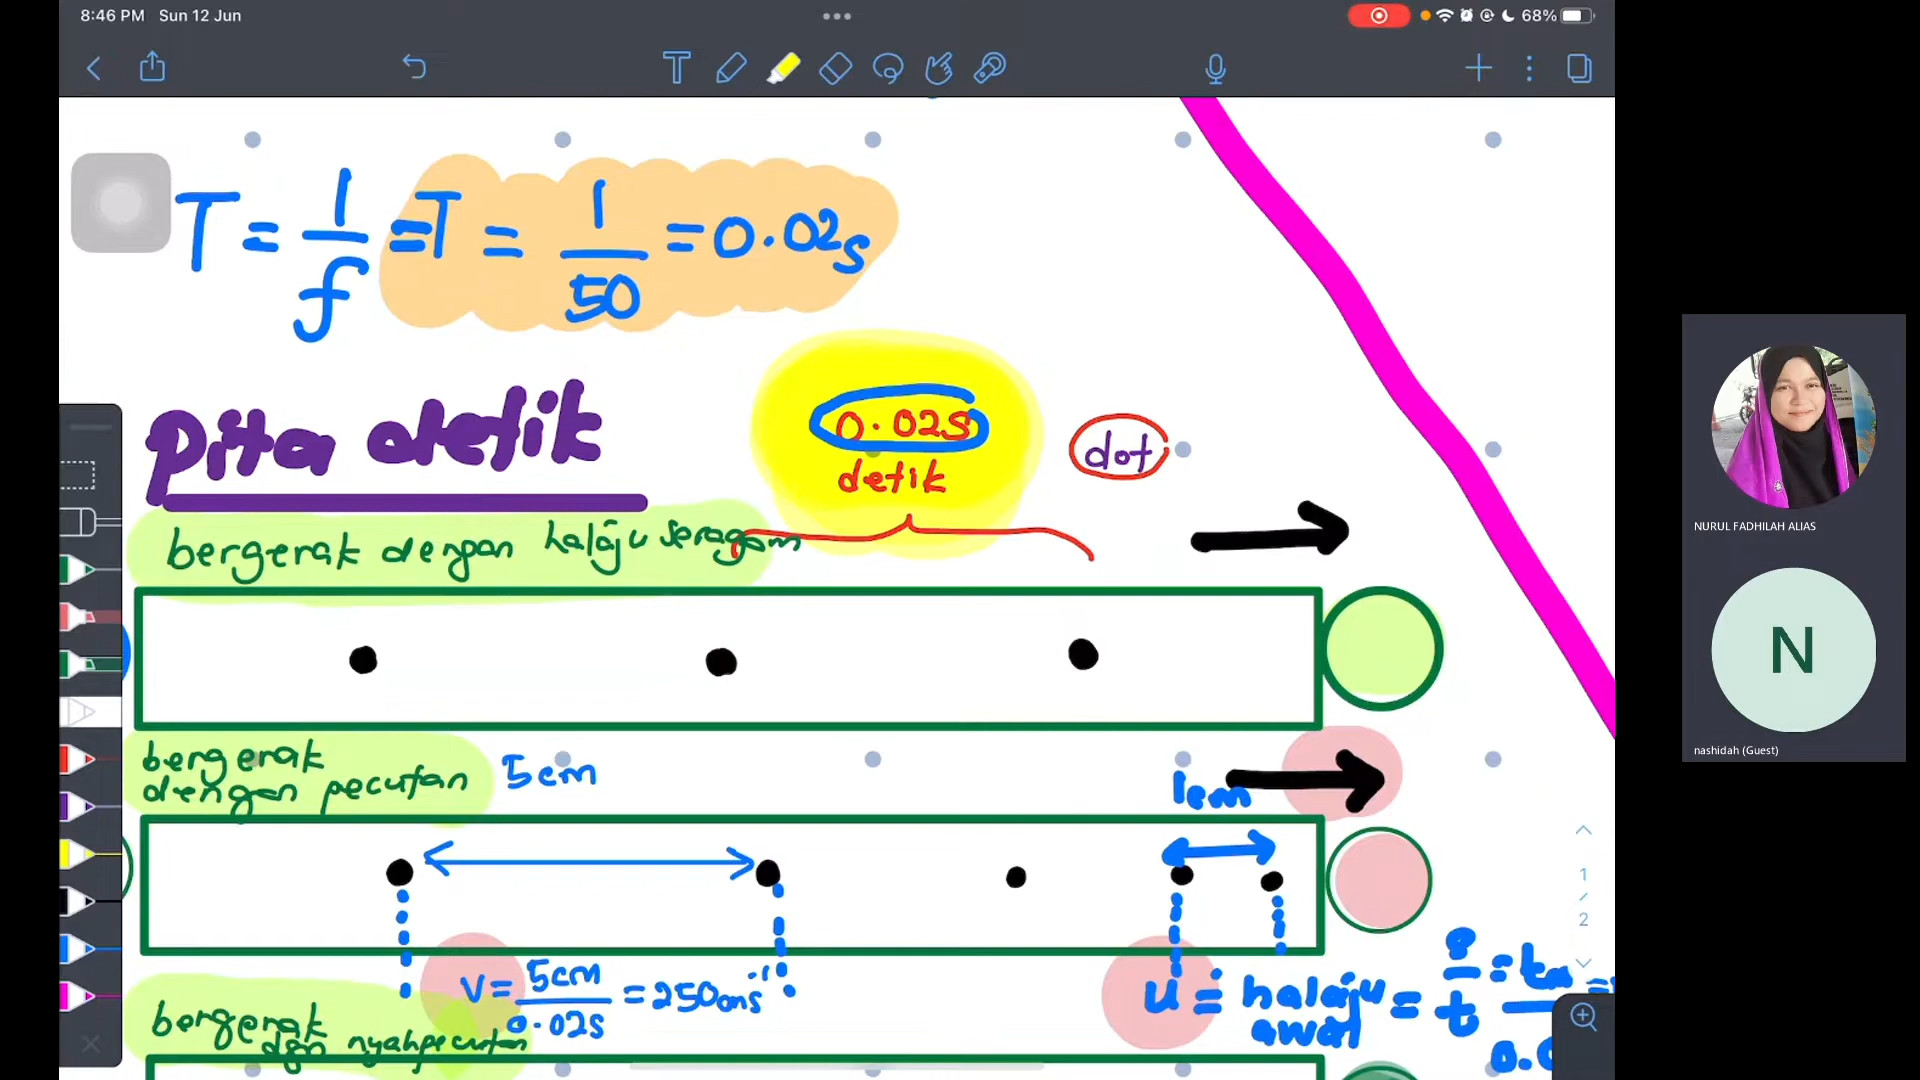 8:46 PM Sun 12 Jun
68%
T = 1/f = T = 1/50 = 0.02s
pita detik
0.02s
detik
dot
bergerak dengan halaju seragam
bergerak
dengan pecutan
5cm
1cm
V = 5cm/0.02s = 250cms⁻¹
u = halaju awal = s/t =
bergerak
dgn nyahpecutan
1
/
2
NURUL FADHILAH ALIAS
N
nashidah (Guest)